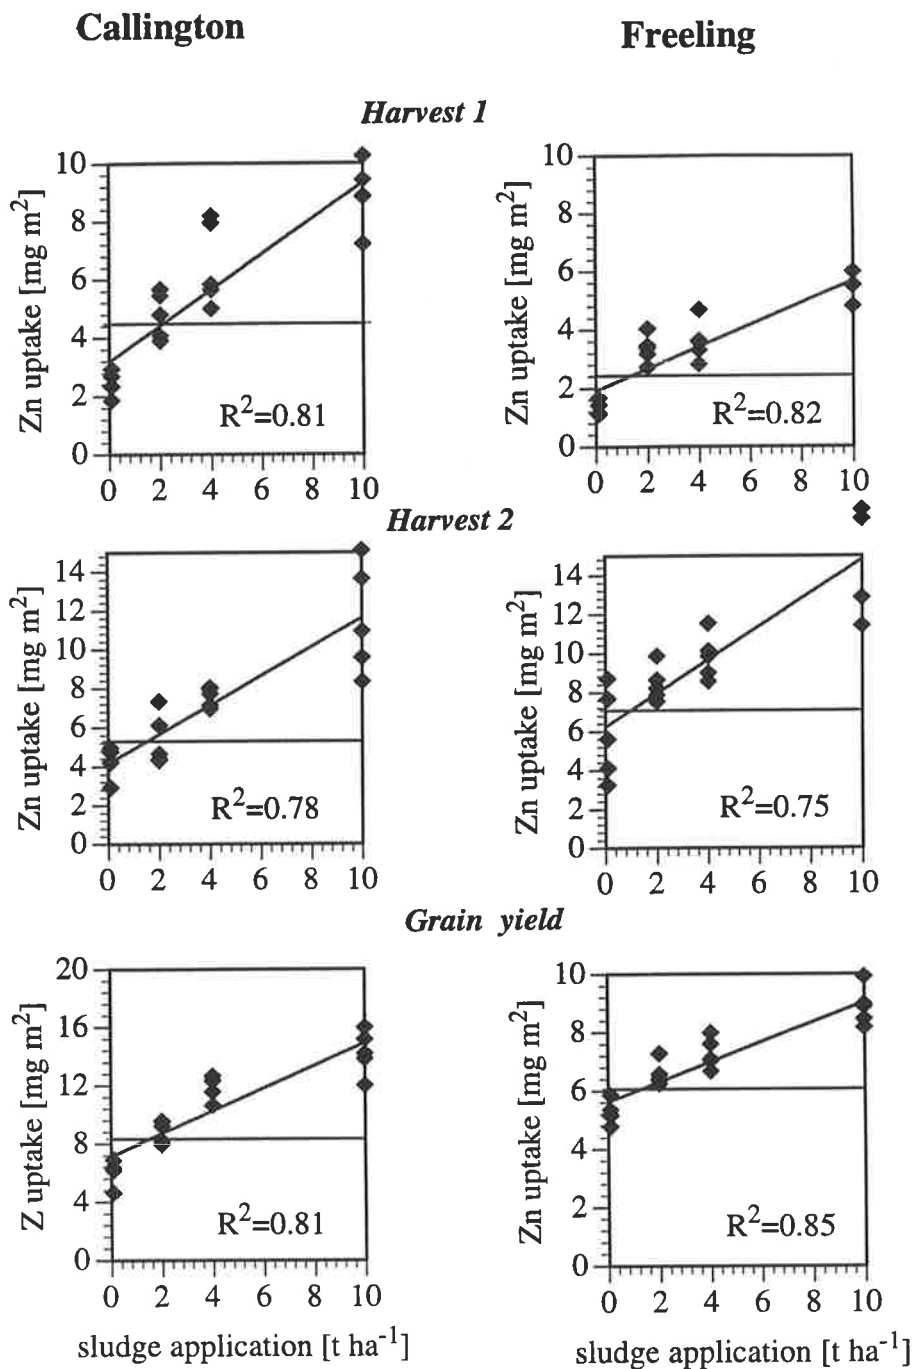 Callington
Freeling
Harvest 1
Zn uptake [mg m2]
10
8
6
4
2
0
R2=0.81
0 2 4 6 8 10
Zn uptake [mg m2]
10
8
6
4
2
0
R2=0.82
0 2 4 6 8 10
Harvest 2
Zn uptake [mg m2]
14
12
10
8
6
4
2
0
R2=0.78
0 2 4 6 8 10
Zn uptake [mg m2]
14
12
10
8
6
4
2
0
R2=0.75
0 2 4 6 8 10
Grain yield
Z uptake [mg m2]
20
16
12
8
4
0
R2=0.81
0 2 4 6 8 10
sludge application [t ha-1]
Zn uptake [mg m2]
10
8
6
4
2
0
R2=0.85
0 2 4 6 8 10
sludge application [t ha-1]